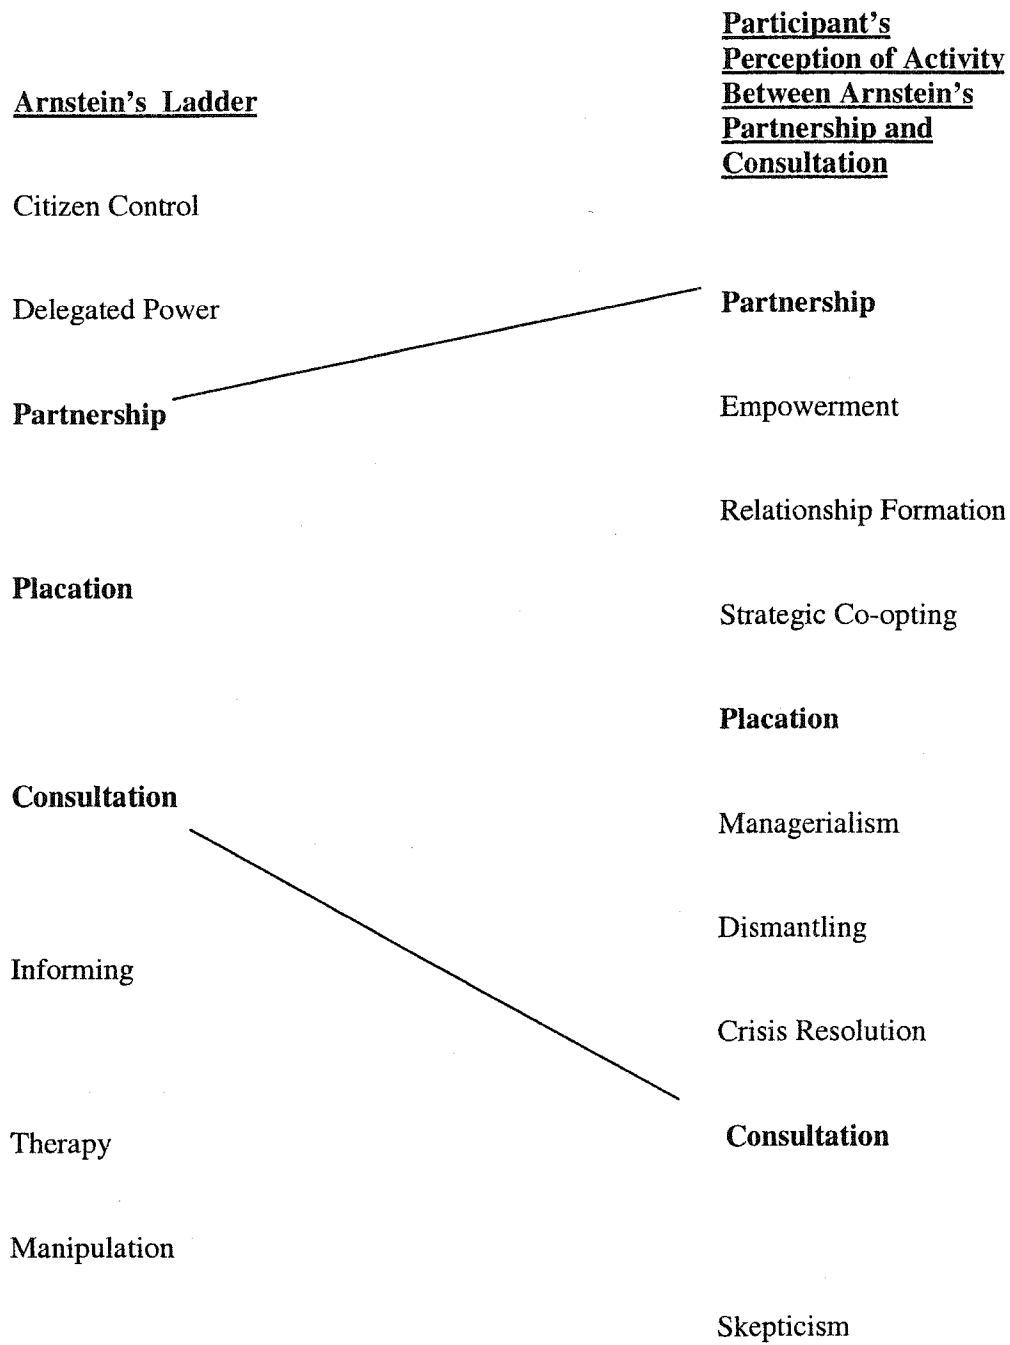 Arnstein's Ladder
Citizen Control
Delegated Power
Partnership
Placation
Consultation
Informing
Therapy
Manipulation
Participant's
Perception of Activity
Between Arnstein's
Partnership and
Consultation
Partnership
Empowerment
Relationship Formation
Strategic Co-opting
Placation
Managerialism
Dismantling
Crisis Resolution
Consultation
Skepticism